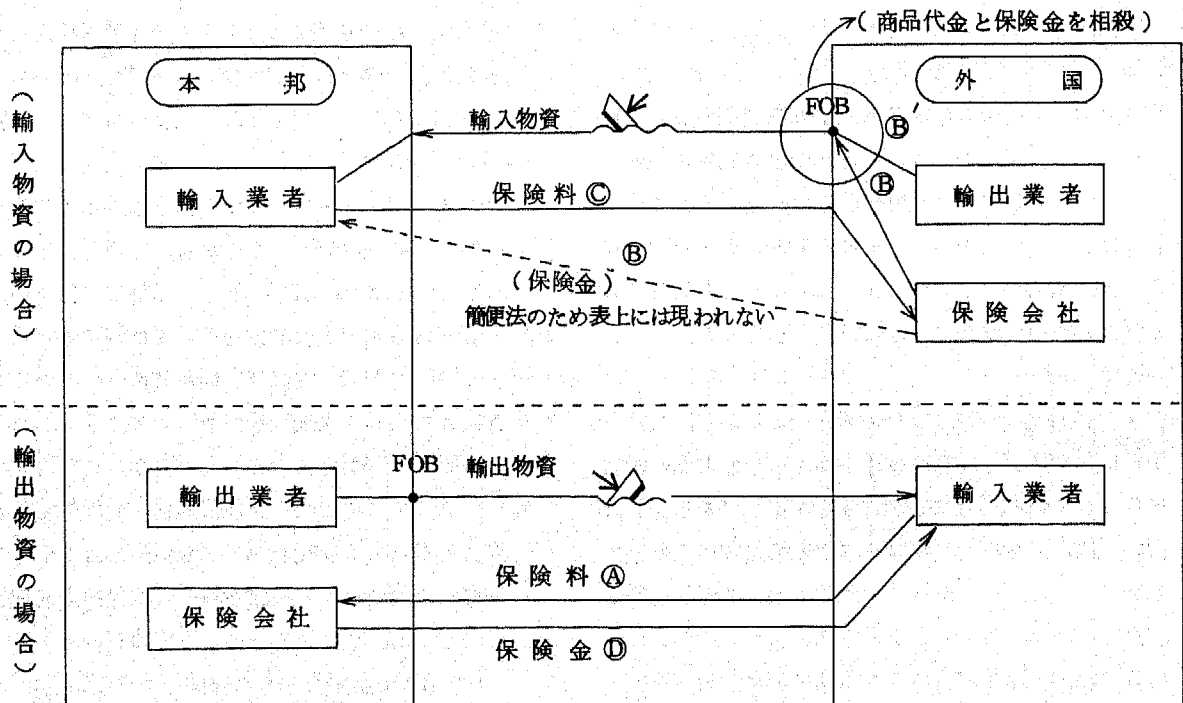 （商品代金と保険金を相殺）
本邦
外国
（輸入物資の場合）
輸入物資
FOB
Ⓑ
輸入業者
保険料Ⓒ
Ⓑ
輸出業者
Ⓑ
（保険金）
簡便法のため表上には現われない
保険会社
（輸出物資の場合）
FOB
輸出物資
輸出業者
輸入業者
保険料Ⓐ
保険会社
保険金Ⓓ